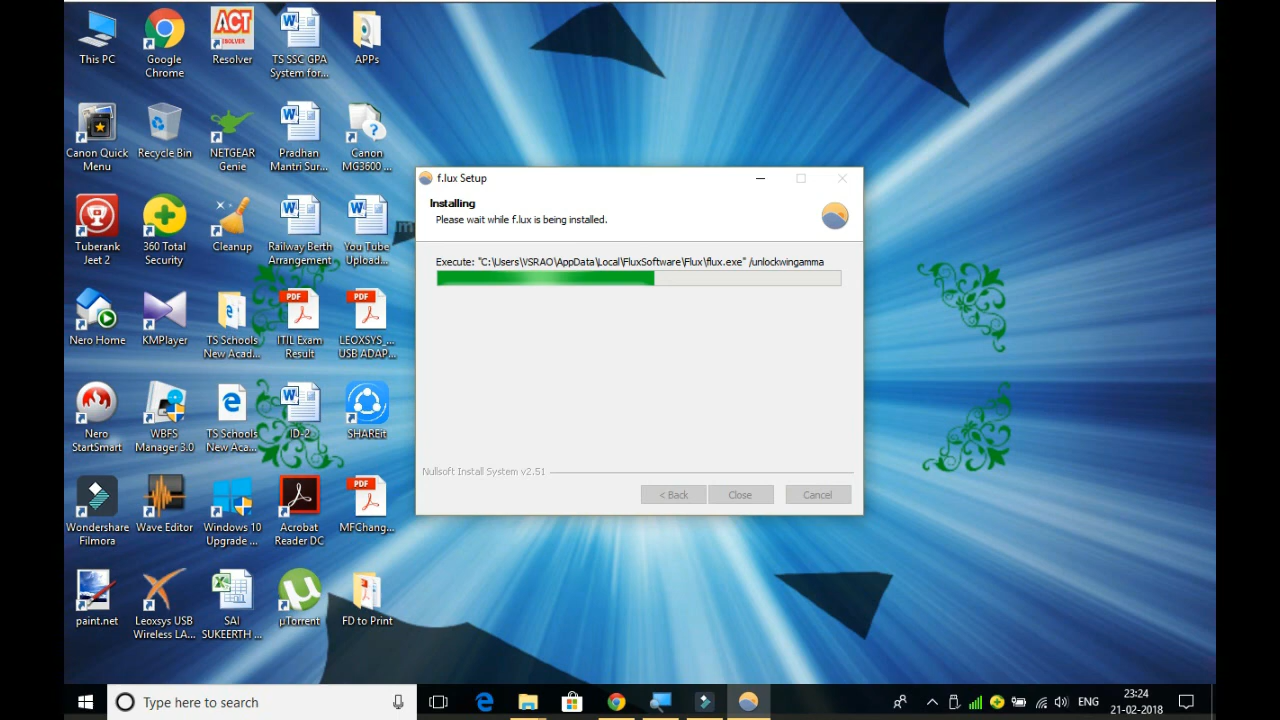 This PC
Google
Chrome
ACT
Resolver
TS SSC GPA
System for...
APPs
Canon Quick
Menu
Recycle Bin
NETGEAR
Genie
Pradhan
Mantri Sur...
Canon
MG3600 ...
Tuberank
Jeet 2
360 Total
Security
Cleanup
Railway Berth
Arrangement
You Tube
Upload...
Nero Home
KMPlayer
TS Schools
New Acad...
PDF
ITIL Exam
Result
PDF
LEOXSYS_...
USB ADAP...
Nero
StartSmart
WBFS
Manager 3.0
TS Schools
New Aca...
ID-2
SHAREit
Wondershare
Filmora
Wave Editor
Windows 10
Upgrade ...
Acrobat
Reader DC
PDF
MFChang...
paint.net
Leoxsys USB
Wireless LA...
SAI
SUKEERTH ...
µTorrent
FD to Print
f.lux Setup
Installing
Please wait while f.lux is being installed.
Execute: "C:\Users\VSRAO\AppData\Local\FluxSoftware\Flux\flux.exe" /unlockwingamma
Nullsoft Install System v2.51
< Back
Close
Cancel
Type here to search
ENG
23:24
21-02-2018